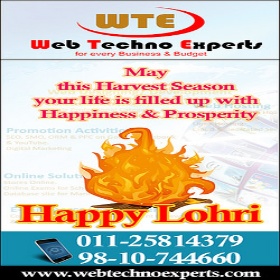 WTE
Web Techno Experts
for every Business & Budget
May
this Harvest Season
your life is filled up with
Happiness & Prosperity
Promotion Activiti
Online Solut
Happy Lohri
011-25814379
98-10-744660
www.webtechnoexperts.com